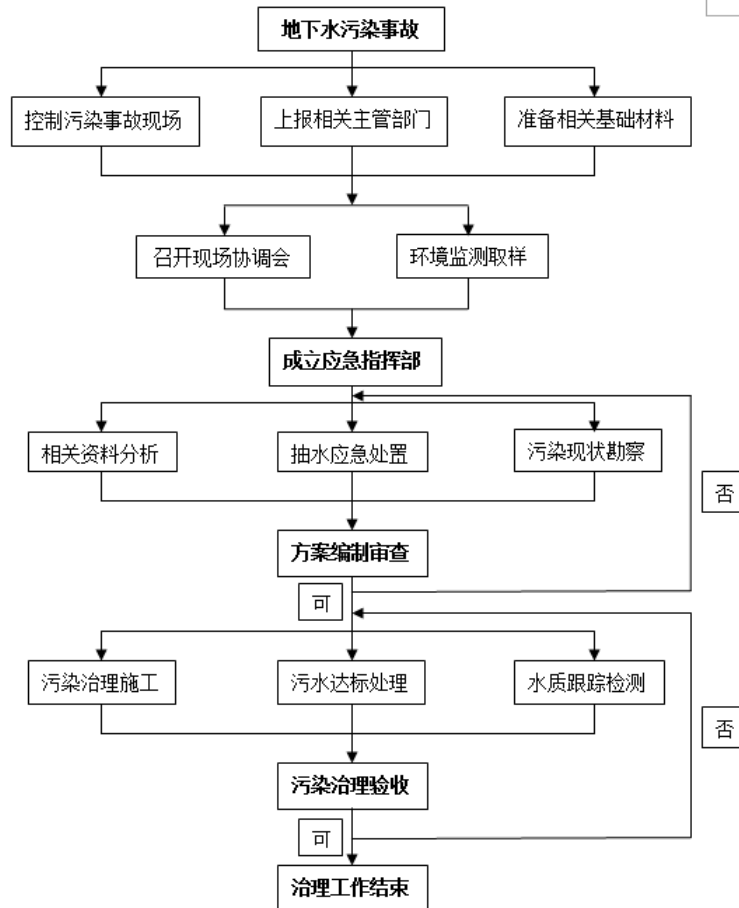 地下水污染事故
控制污染事故现场
上报相关主管部门
准备相关基础材料
召开现场协调会
环境监测取样
成立应急指挥部
相关资料分析
抽水应急处置
污染现状勘察
否
方案编制审查
可
污染治理施工
污水达标处理
水质跟踪检测
否
污染治理验收
可
治理工作结束